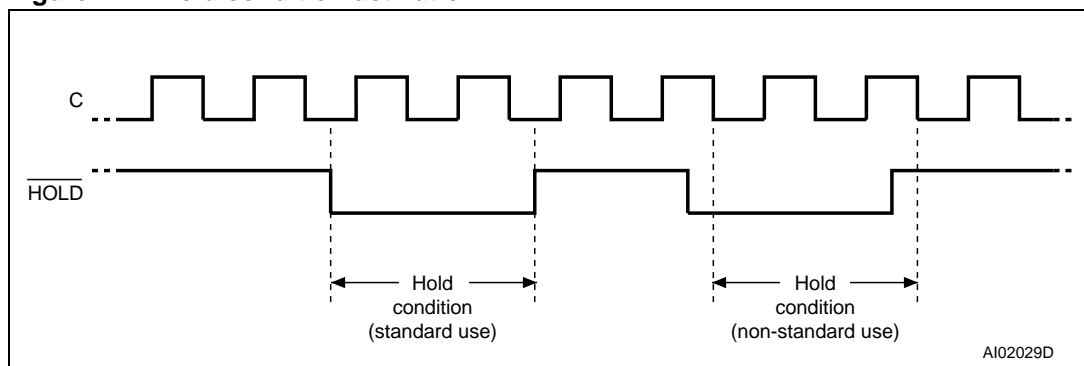 C
HOLD
Hold
condition
(standard use)
Hold
condition
(non-standard use)
AI02029D